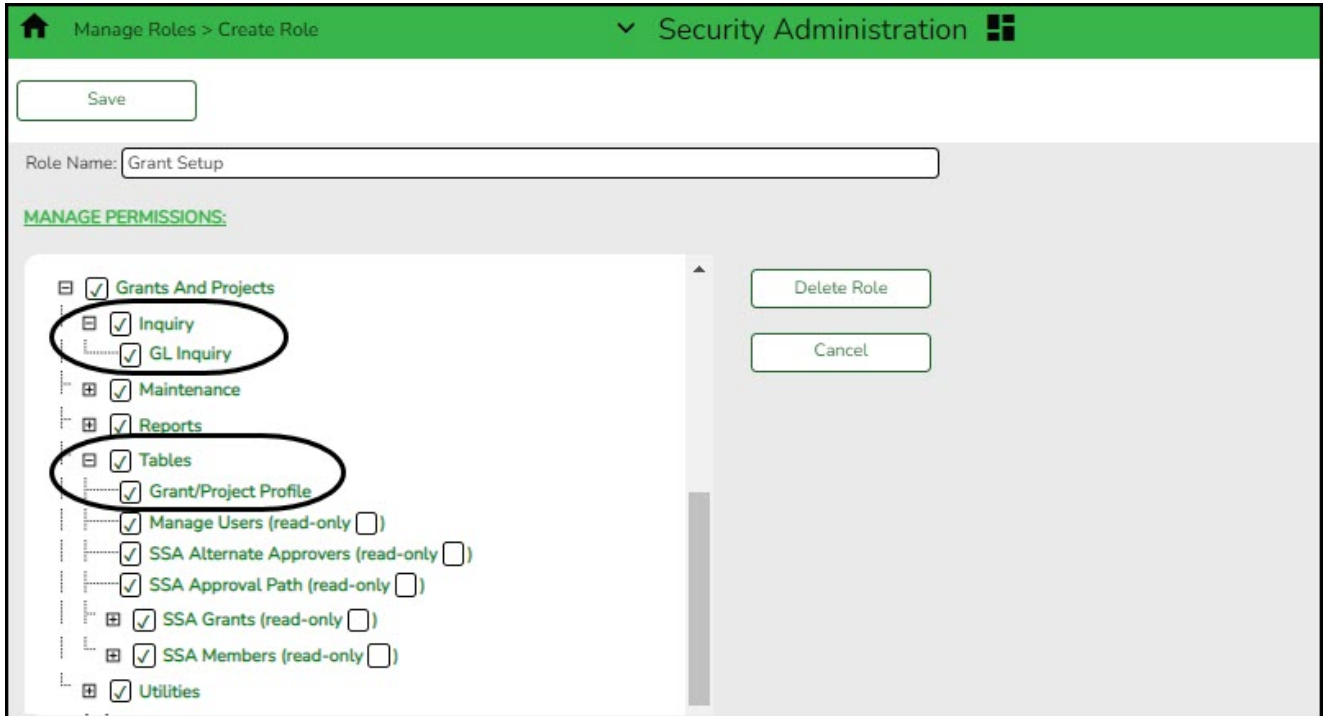 Manage Roles > Create Role
Security Administration
Save
Role Name: Grant Setup
MANAGE PERMISSIONS:
Grants And Projects
Inquiry
GL Inquiry
Maintenance
Reports
Tables
Grant/Project Profile
Manage Users (read-only )
SSA Alternate Approvers (read-only )
SSA Approval Path (read-only )
SSA Grants (read-only )
SSA Members (read-only )
Utilities
Delete Role
Cancel